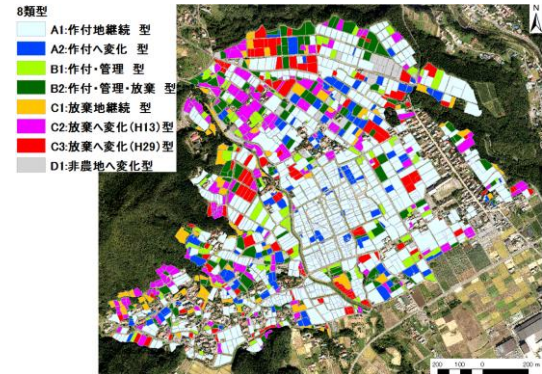 8類型
A1:作付地継続 型
A2:作付へ変化 型
B1:作付・管理 型
B2:作付・管理・放棄 型
C1:放棄地継続 型
C2:放棄へ変化(H13)型
C3:放棄へ変化(H29)型
D1:非農地へ変化型
N
200 100 0 200 m